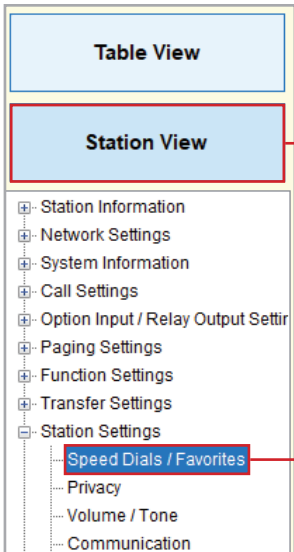 Table View
Station View
Station Information
Network Settings
System Information
Call Settings
Option Input / Relay Output Settir
Paging Settings
Function Settings
Transfer Settings
Station Settings
Speed Dials / Favorites
Privacy
Volume / Tone
Communication